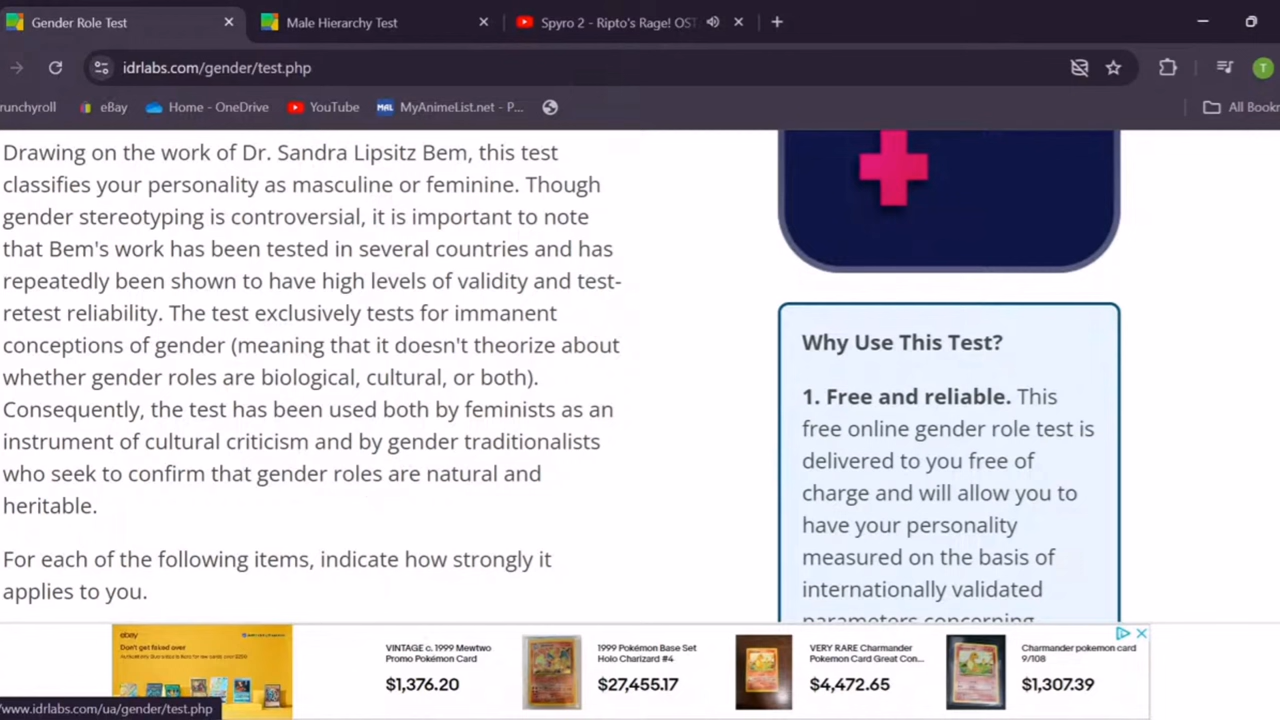 Gender Role Test
Male Hierarchy Test
Spyro 2 - Ripto's Rage! OST
idrlabs.com/gender/test.php
T
runchyroll
eBay
Home - OneDrive
YouTube
MAL
MyAnimeList.net - P...
All Bookr
Drawing on the work of Dr. Sandra Lipsitz Bem, this test
classifies your personality as masculine or feminine. Though
gender stereotyping is controversial, it is important to note
that Bem's work has been tested in several countries and has
repeatedly been shown to have high levels of validity and test-
retest reliability. The test exclusively tests for immanent
conceptions of gender (meaning that it doesn't theorize about
whether gender roles are biological, cultural, or both).
Consequently, the test has been used both by feminists as an
instrument of cultural criticism and by gender traditionalists
who seek to confirm that gender roles are natural and
heritable.
For each of the following items, indicate how strongly it
applies to you.
Why Use This Test?
1. Free and reliable. This
free online gender role test is
delivered to you free of
charge and will allow you to
have your personality
measured on the basis of
internationally validated
parameters concerning
ebay
Don't get faked over
VINTAGE c. 1999 Mewtwo
Promo Pokémon Card
$1,376.20
1999 Pokémon Base Set
Holo Charizard #4
$27,455.17
VERY RARE Charmander
Pokemon Card Great Con...
$4,472.65
Charmander pokemon card
9/108
$1,307.39
/www.idrlabs.com/ua/gender/test.php